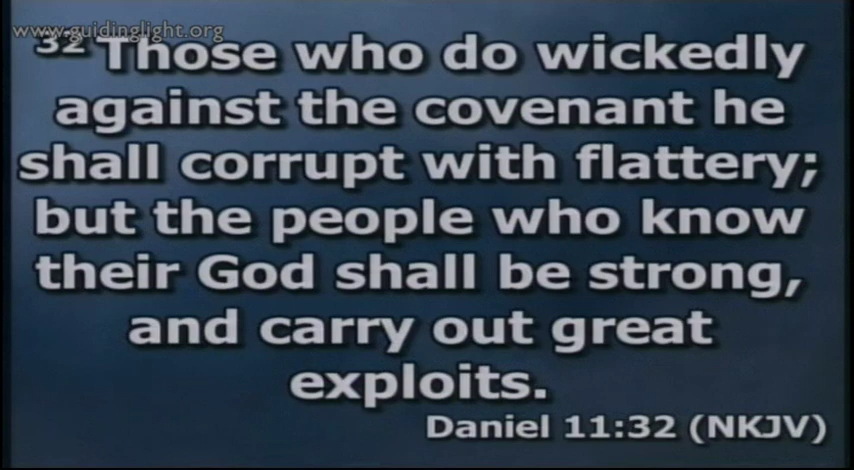 www.guidinglight.org
32 Those who do wickedly
against the covenant he
shall corrupt with flattery;
but the people who know
their God shall be strong,
and carry out great
exploits.
Daniel 11:32 (NKJV)